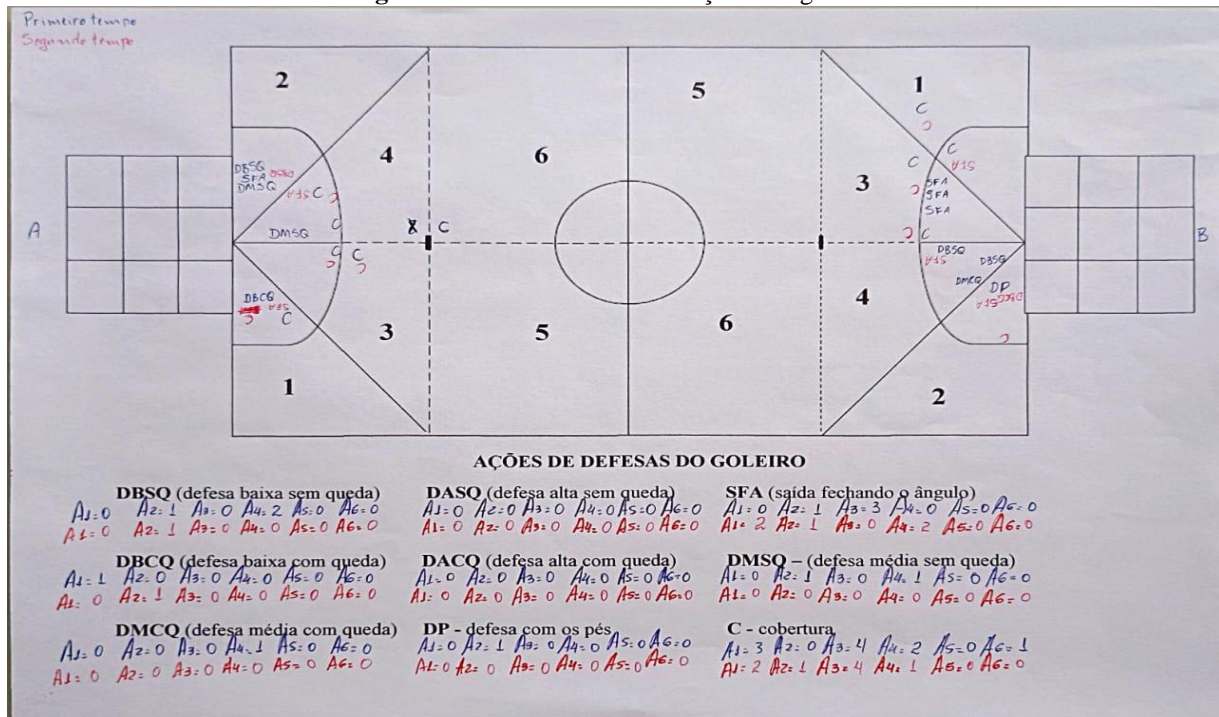 Primeiro tempo
Segundo tempo
2
5
1
4
6
3
A
B
X C
3
5
6
4
1
2
DBSQ
SFA
DMSQ
DBSQ
SFA C
C
C
DMSQ
C
C
C
C
DBCQ
SFA
C
C
C
C
C
C
SFA
C
C
SFA
SFA
SFA
C
C
DBSQ
SFA
DBSQ
DMCQ
DP
DBCQ
SFA
C
AÇÕES DE DEFESAS DO GOLEIRO
DBSQ (defesa baixa sem queda)
A1=0 A2=1 A3=0 A4=2 A5=0 A6=0
A1=0 A2=1 A3=0 A4=0 A5=0 A6=0
DASQ (defesa alta sem queda)
A1=0 A2=0 A3=0 A4=0 A5=0 A6=0
A1=0 A2=0 A3=0 A4=0 A5=0 A6=0
SFA (saída fechando o ângulo)
A1=0 A2=1 A3=3 A4=0 A5=0 A6=0
A1=2 A2=1 A3=0 A4=2 A5=0 A6=0
DBCQ (defesa baixa com queda)
A1=1 A2=0 A3=0 A4=0 A5=0 A6=0
A1=0 A2=1 A3=0 A4=0 A5=0 A6=0
DACQ (defesa alta com queda)
A1=0 A2=0 A3=0 A4=0 A5=0 A6=0
A1=0 A2=0 A3=0 A4=0 A5=0 A6=0
DMSQ – (defesa média sem queda)
A1=0 A2=1 A3=0 A4=1 A5=0 A6=0
A1=0 A2=0 A3=0 A4=0 A5=0 A6=0
DMCQ (defesa média com queda)
A1=0 A2=0 A3=0 A4=1 A5=0 A6=0
A1=0 A2=0 A3=0 A4=0 A5=0 A6=0
DP - defesa com os pés
A1=0 A2=1 A3=0 A4=0 A5=0 A6=0
A1=0 A2=0 A3=0 A4=0 A5=0 A6=0
C - cobertura
A1=3 A2=0 A3=4 A4=2 A5=0 A6=1
A1=2 A2=1 A3=4 A4=1 A5=0 A6=0